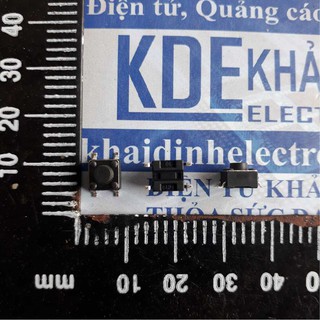 Điện tử, Quảng cáo
KDE KHẢ
ELECT
khaidinhelectro
ĐIỆN TỬ KHẢ
THỎA SỨC Đ
40
30
20
10
mm 10 20 30 40